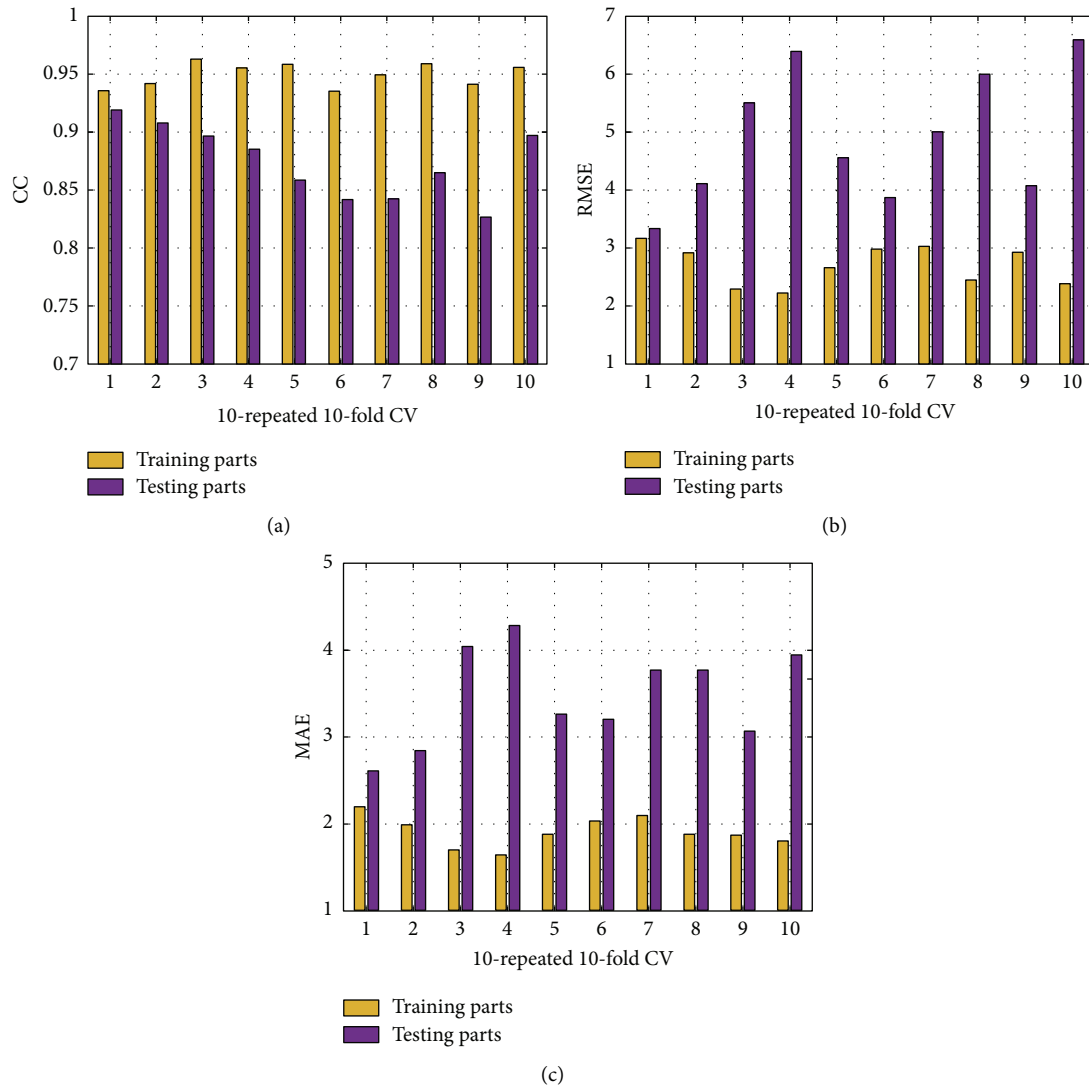 1
0.95
0.9
0.85
0.8
0.75
0.7
CC
1 2 3 4 5 6 7 8 9 10
10-repeated 10-fold CV
Training parts
Testing parts
(a)
7
6
5
4
3
2
1
RMSE
1 2 3 4 5 6 7 8 9 10
10-repeated 10-fold CV
Training parts
Testing parts
(b)
5
4
3
2
1
MAE
1 2 3 4 5 6 7 8 9 10
10-repeated 10-fold CV
Training parts
Testing parts
(c)